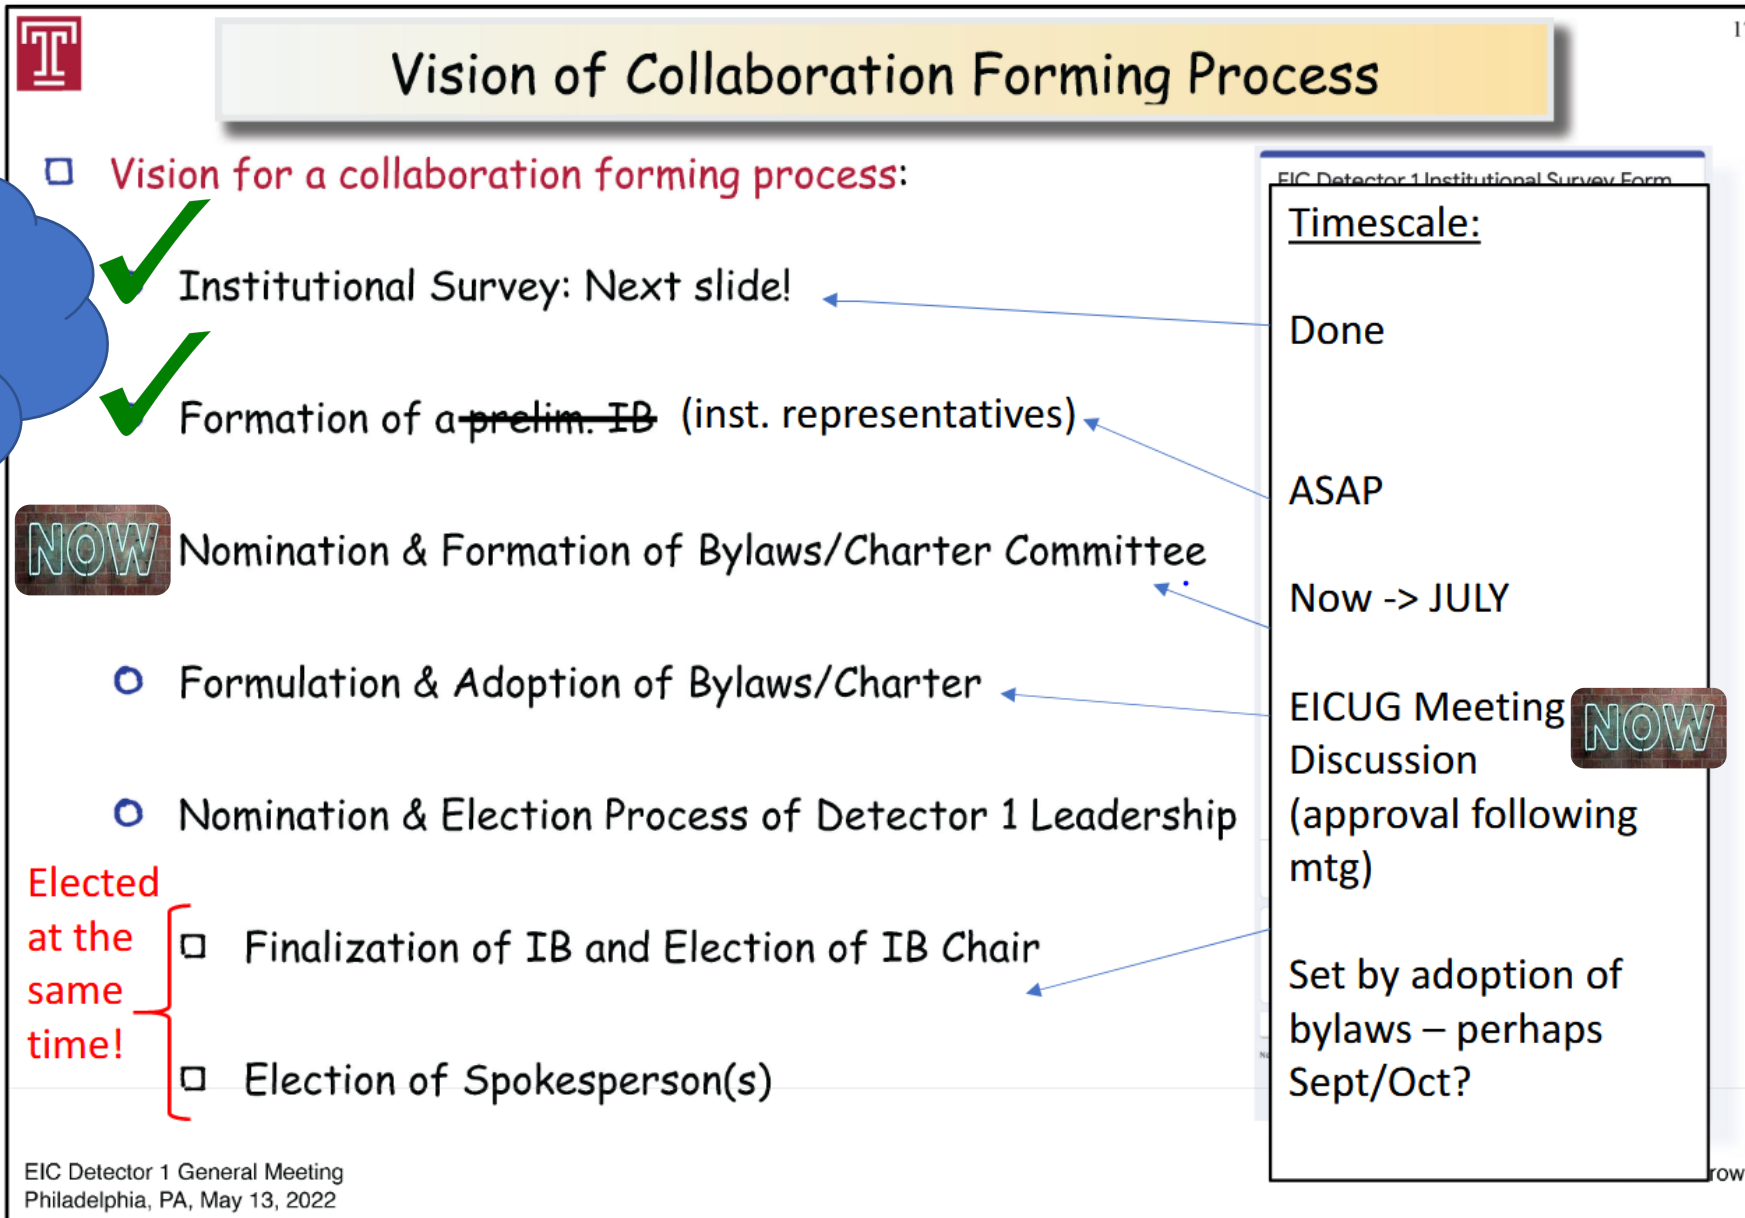 Vision of Collaboration Forming Process
Vision for a collaboration forming process:
Institutional Survey: Next slide!
Formation of a prelim. IB (inst. representatives)
NOW
Nomination & Formation of Bylaws/Charter Committee
Formulation & Adoption of Bylaws/Charter
Nomination & Election Process of Detector 1 Leadership
Elected
at the
same
time!
Finalization of IB and Election of IB Chair
Election of Spokesperson(s)
EIC Detector 1 Institutional Survey Form
Timescale:
Done
ASAP
Now -> JULY
EICUG Meeting
NOW
Discussion
(approval following
mtg)
Set by adoption of
bylaws – perhaps
Sept/Oct?
EIC Detector 1 General Meeting
Philadelphia, PA, May 13, 2022